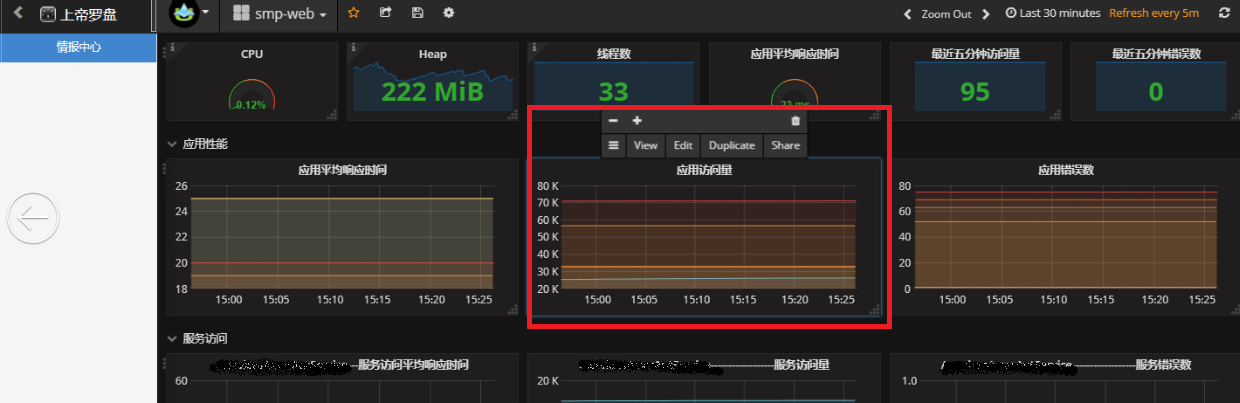 上帝罗盘
smp-web
Zoom Out
Last 30 minutes
Refresh every 5m
情报中心
CPU
0.12%
Heap
222 MiB
线程数
33
应用平均响应时间
23 ms
最近五分钟访问量
95
最近五分钟错误数
0
View
Edit
Duplicate
Share
应用性能
应用平均响应时间
26
24
22
20
18
15:00 15:05 15:10 15:15 15:20 15:25
应用访问量
80 K
70 K
60 K
50 K
40 K
30 K
20 K
15:00 15:05 15:10 15:15 15:20 15:25
应用错误数
80
60
40
20
0
15:00 15:05 15:10 15:15 15:20 15:25
服务访问
服务访问平均响应时间
60
服务访问量
20 K
服务错误数
1.0